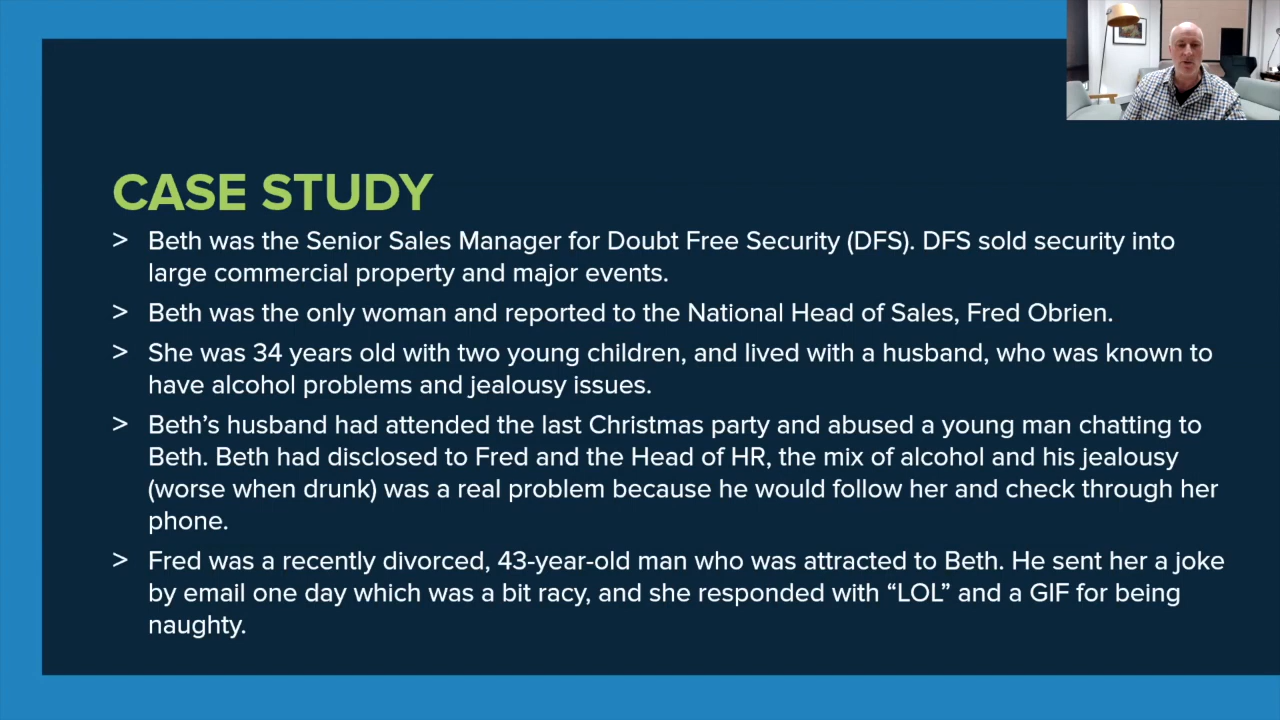 CASE STUDY
> Beth was the Senior Sales Manager for Doubt Free Security (DFS). DFS sold security into
large commercial property and major events.
> Beth was the only woman and reported to the National Head of Sales, Fred Obrien.
> She was 34 years old with two young children, and lived with a husband, who was known to
have alcohol problems and jealousy issues.
> Beth’s husband had attended the last Christmas party and abused a young man chatting to
Beth. Beth had disclosed to Fred and the Head of HR, the mix of alcohol and his jealousy
(worse when drunk) was a real problem because he would follow her and check through her
phone.
> Fred was a recently divorced, 43-year-old man who was attracted to Beth. He sent her a joke
by email one day which was a bit racy, and she responded with “LOL” and a GIF for being
naughty.